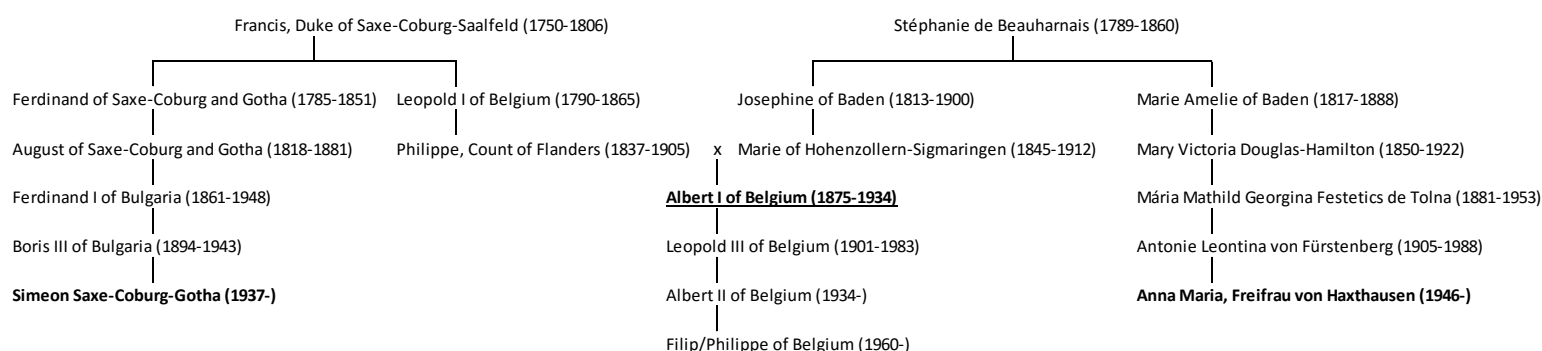 Francis, Duke of Saxe-Coburg-Saalfeld (1750-1806) Stéphanie de Beauharnais (1789-1860)
Ferdinand of Saxe-Coburg and Gotha (1785-1851) Leopold I of Belgium (1790-1865) Josephine of Baden (1813-1900) Marie Amelie of Baden (1817-1888)
August of Saxe-Coburg and Gotha (1818-1881) Philippe, Count of Flanders (1837-1905) x Marie of Hohenzollern-Sigmaringen (1845-1912) Mary Victoria Douglas-Hamilton (1850-1922)
Ferdinand I of Bulgaria (1861-1948) Albert I of Belgium (1875-1934) Mária Mathild Georgina Festetics de Tolna (1881-1953)
Boris III of Bulgaria (1894-1943) Leopold III of Belgium (1901-1983) Antonie Leontina von Fürstenberg (1905-1988)
Simeon Saxe-Coburg-Gotha (1937-) Albert II of Belgium (1934-) Anna Maria, Freifrau von Haxthausen (1946-)
Filip/Philippe of Belgium (1960-)